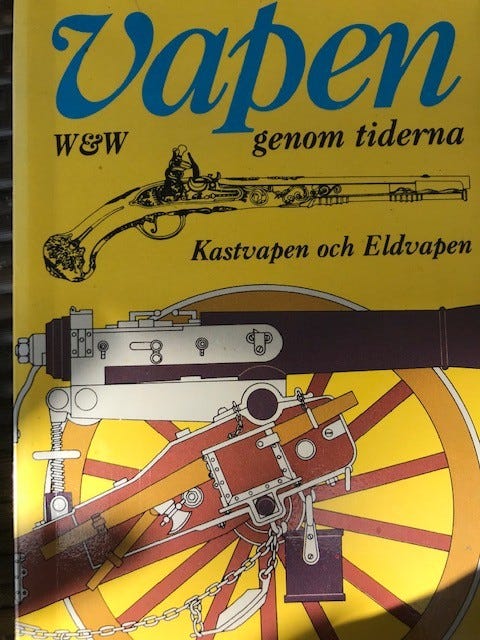 Vapen
W&W
genom tiderna
Kastvapen och Eldvapen